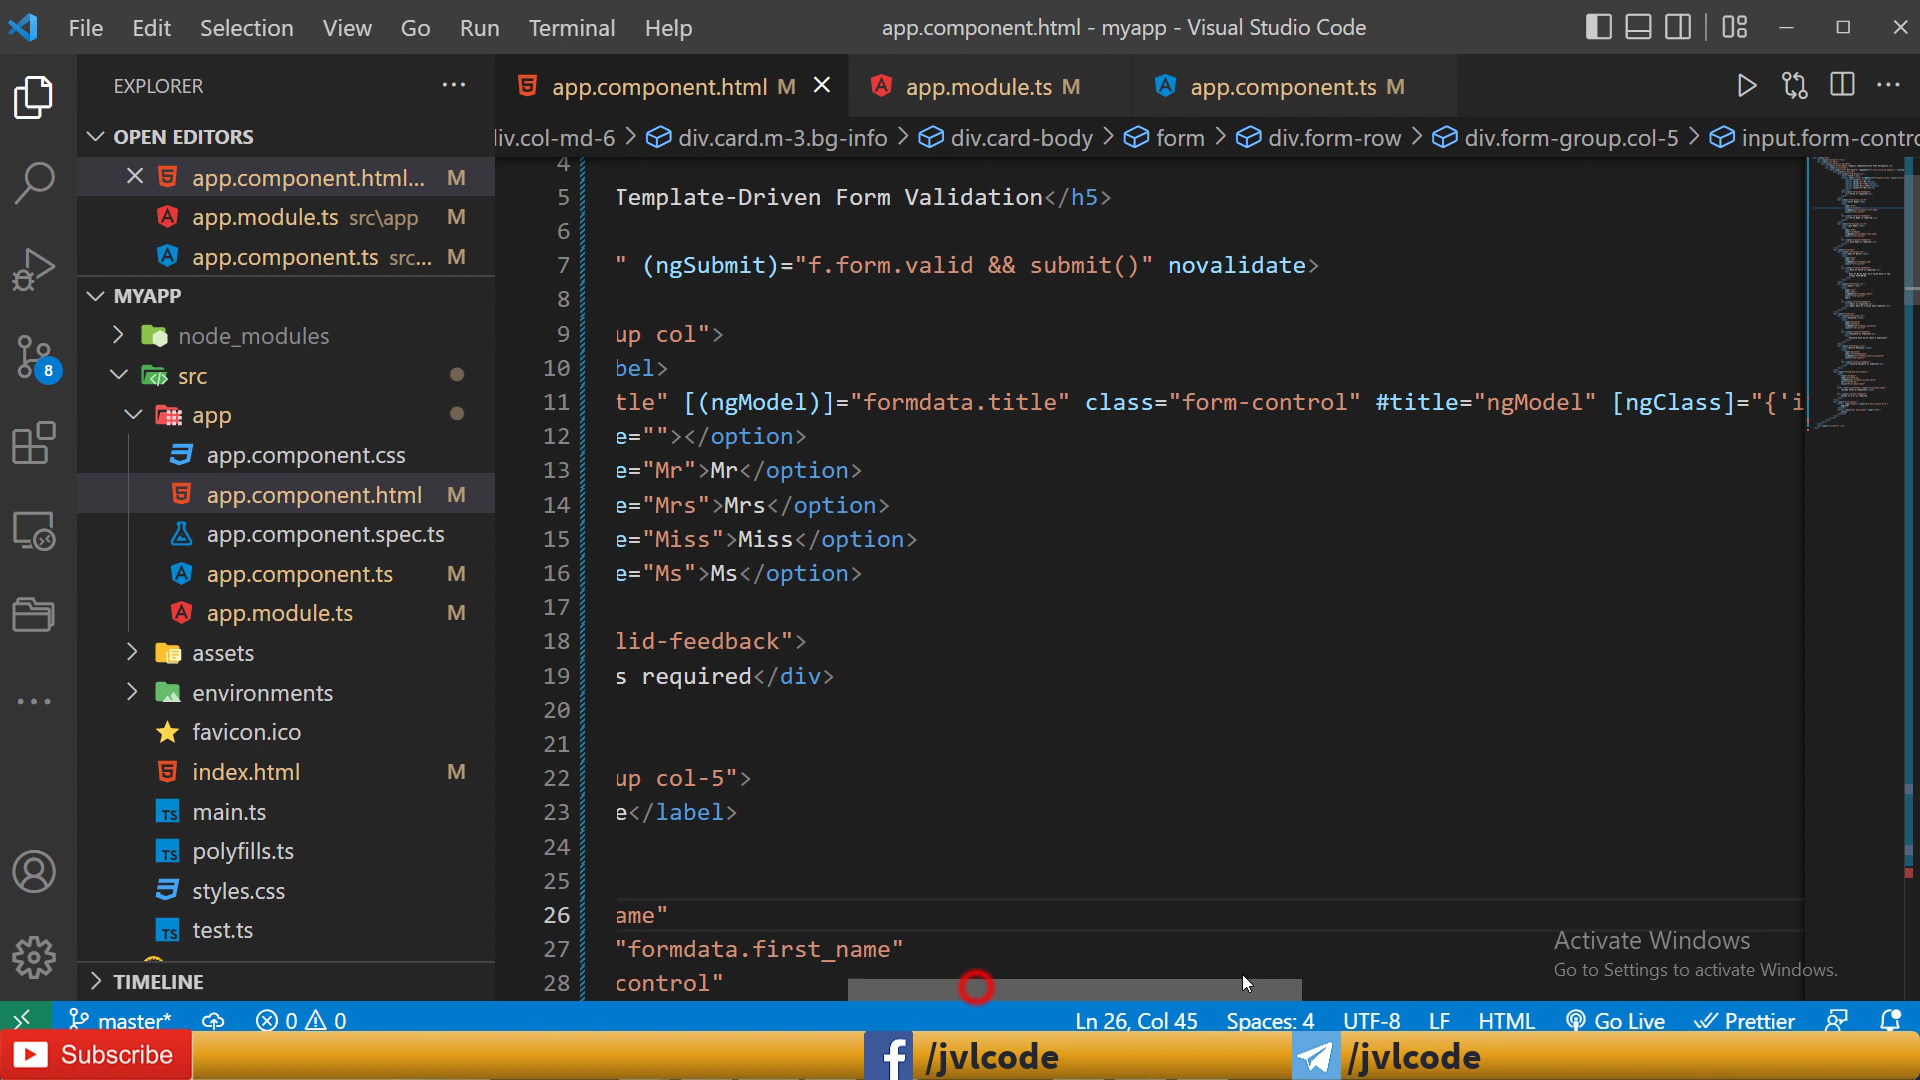 File Edit Selection View Go Run Terminal Help app.component.html - myapp - Visual Studio Code
EXPLORER
app.component.html M
app.module.ts M
app.component.ts M
OPEN EDITORS
iv.col-md-6 > div.card.m-3.bg-info > div.card-body > form > div.form-row > div.form-group.col-5 > input.form-contro
app.component.html... M
app.module.ts src\app M
app.component.ts src... M
MYAPP
node_modules
src
app
app.component.css
app.component.html M
app.component.spec.ts
app.component.ts M
app.module.ts M
assets
environments
favicon.ico
index.html M
main.ts
polyfills.ts
styles.css
test.ts
TIMELINE
4
5 Template-Driven Form Validation</h5>
6
7 " (ngSubmit)="f.form.valid && submit()" novalidate>
8
9 up col">
10 bel>
11 tle" [(ngModel)]="formdata.title" class="form-control" #title="ngModel" [ngClass]="{'i
12 e=""></option>
13 e="Mr">Mr</option>
14 e="Mrs">Mrs</option>
15 e="Miss">Miss</option>
16 e="Ms">Ms</option>
17
18 lid-feedback">
19 s required</div>
20
21
22 up col-5">
23 e</label>
24
25
26 ame"
27 "formdata.first_name"
28 control"
Activate Windows
Go to Settings to activate Windows.
8
master* 0 0 Ln 26, Col 45 Spaces: 4 UTF-8 LF HTML Go Live Prettier
Subscribe /jvlcode /jvlcode